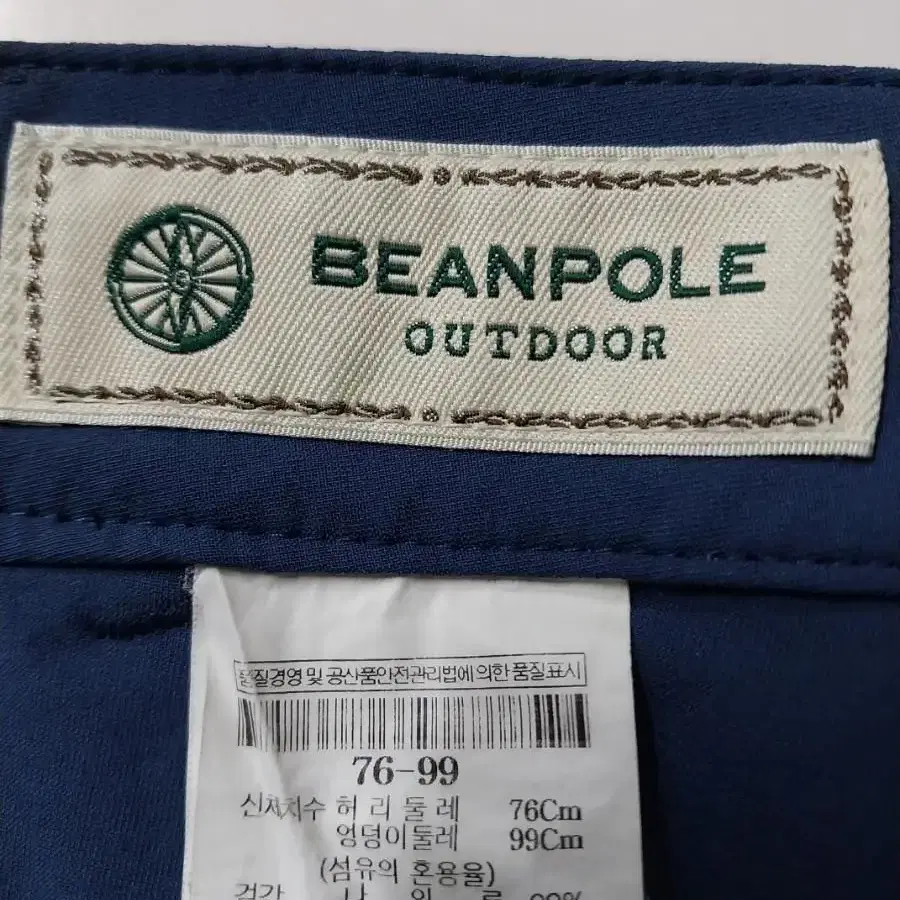 BEANPOLE
OUTDOOR
품질경영 및 공산품안전관리법에 의한 품질표시
76-99
신체치수 허 리 둘 레 76Cm
엉덩이둘레 99Cm
(섬유의 혼용율)
겉감